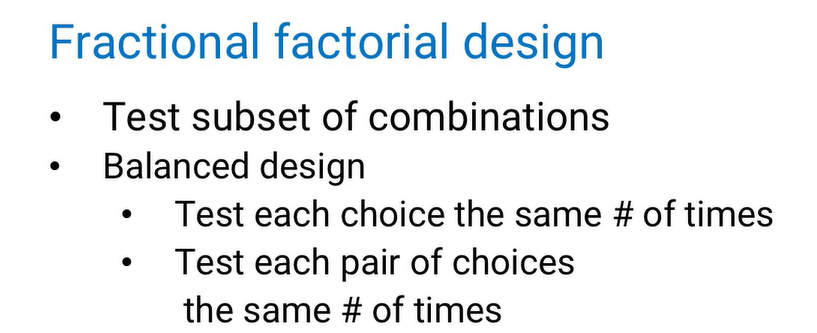 Fractional factorial design
• Test subset of combinations
• Balanced design
• Test each choice the same # of times
• Test each pair of choices
the same # of times